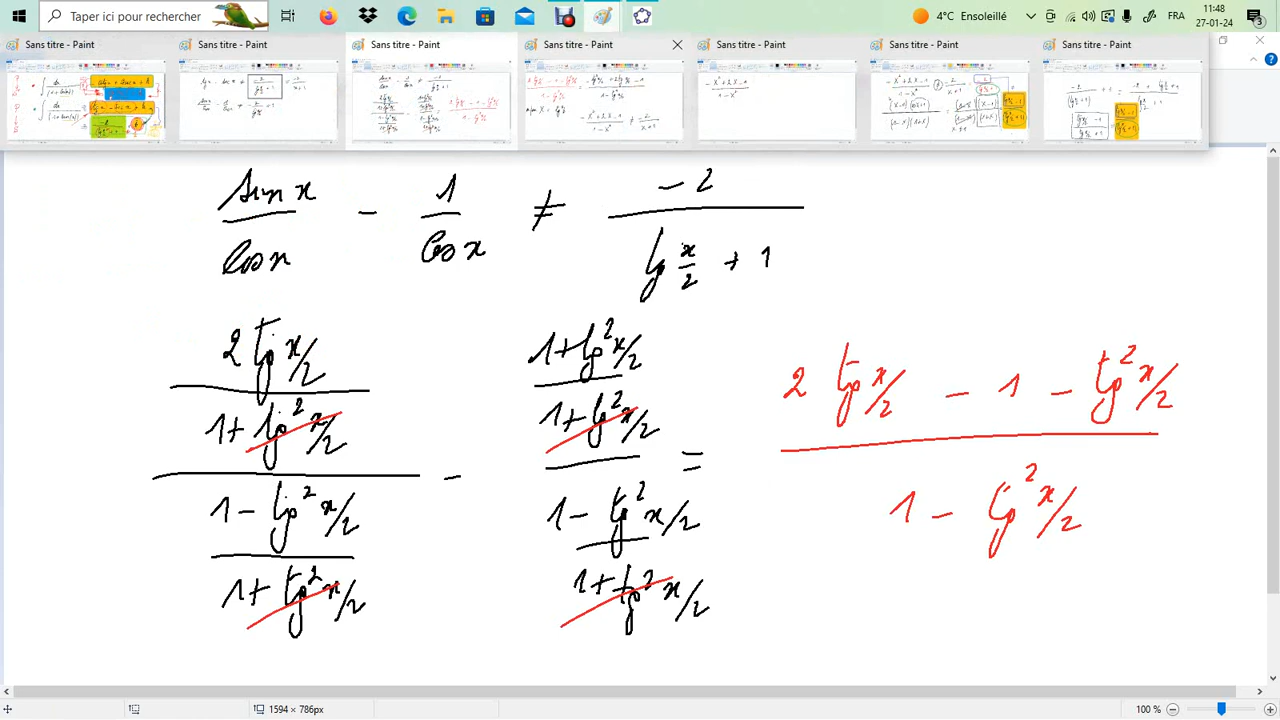 Taper ici pour rechercher
4°C Ensoleillé
FRA
11:48
27-01-24
3
Sans titre - Paint
Sans titre - Paint
Sans titre - Paint
Sans titre - Paint
Sans titre - Paint
Sans titre - Paint
Sans titre - Paint
sin x / cos x - 1 / cos x ≠ -2 / (tg x/2 + 1)
2 tg x/2 / (1 + tg² x/2) / (1 - tg² x/2) / (1 + tg² x/2) - (1 + tg² x/2) / (1 + tg² x/2) / (1 - tg² x/2) / (1 + tg² x/2) = (2 tg x/2 - 1 - tg² x/2) / (1 - tg² x/2)
1594 × 786px
100 %